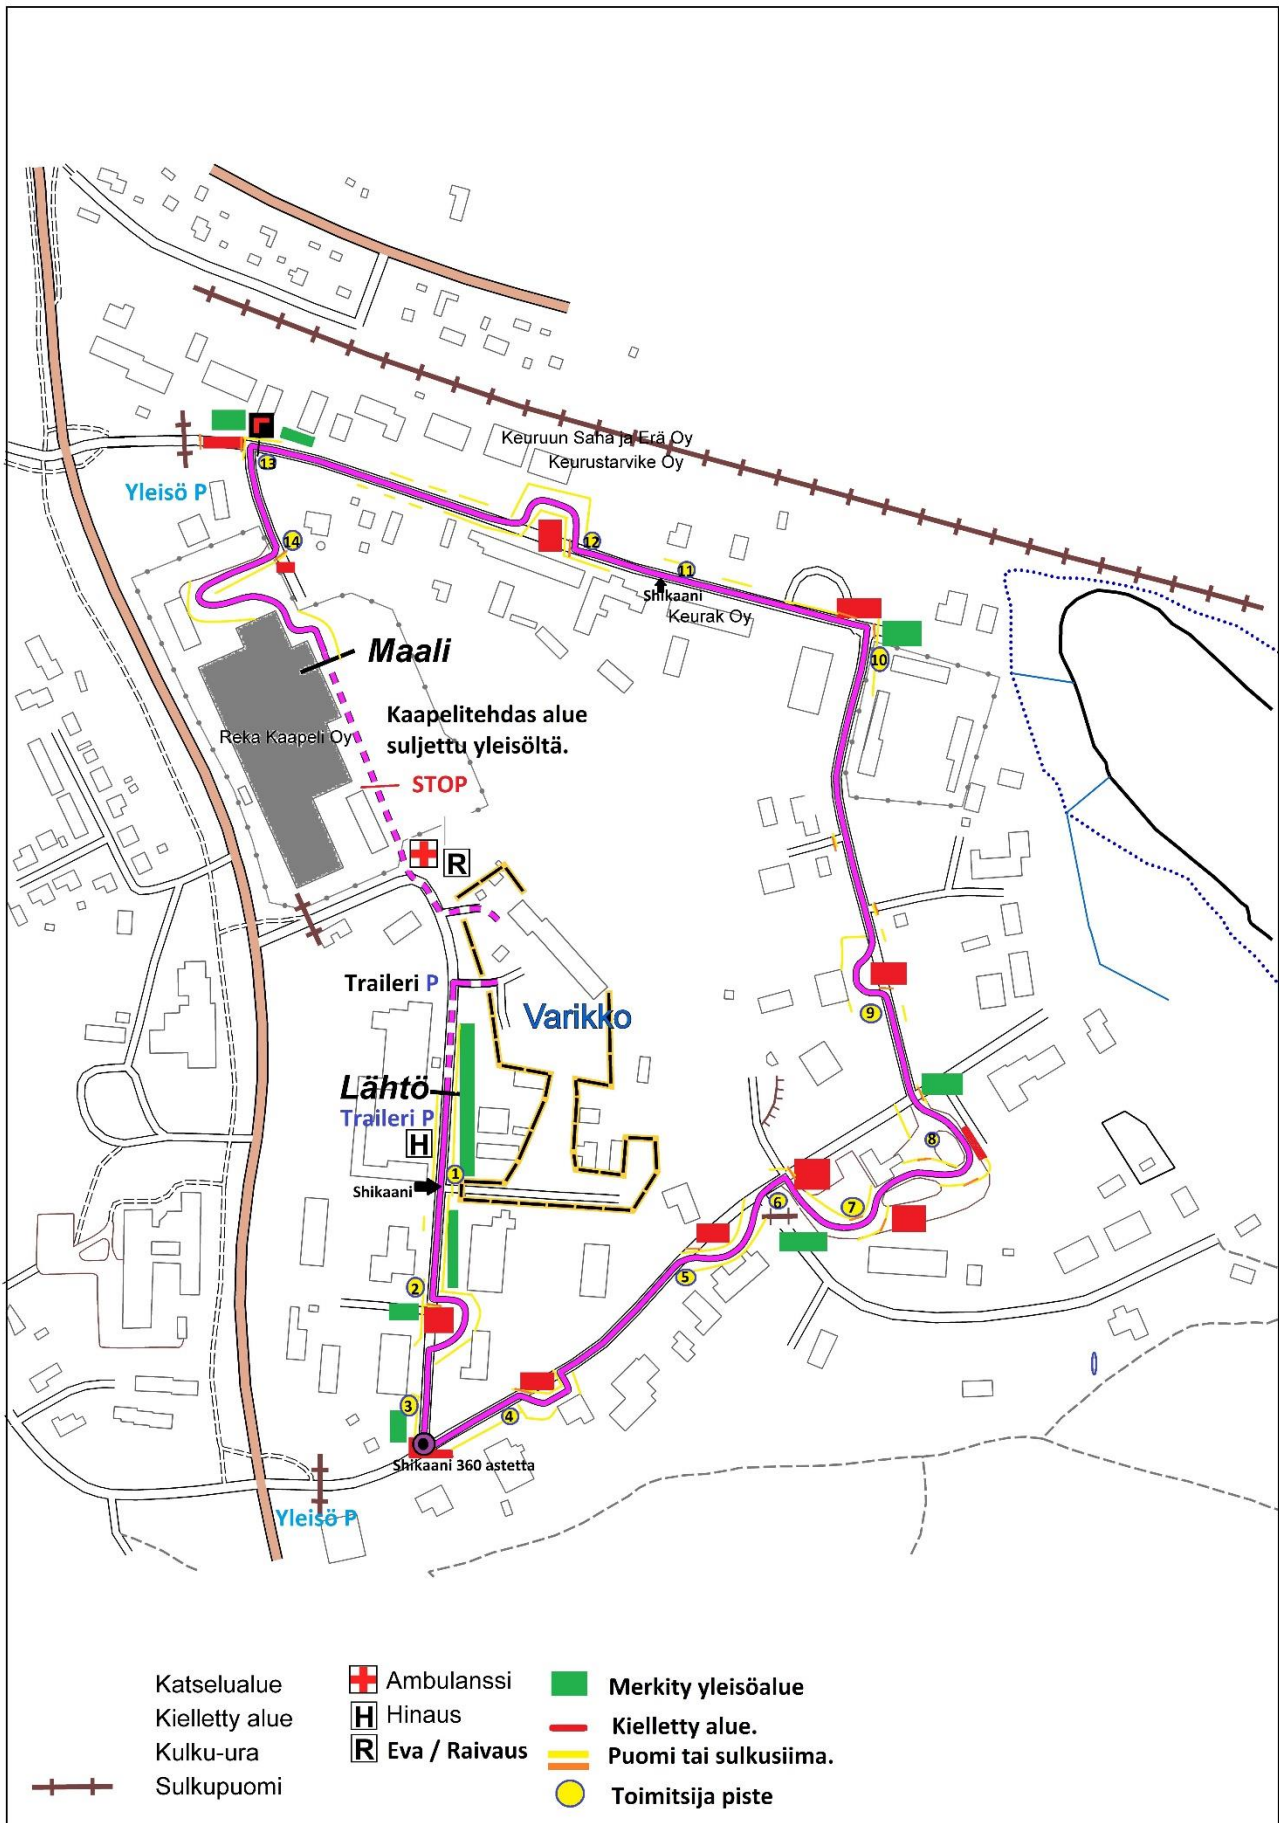 Keuruun Saha ja Erä Oy
Keurustarvike Oy
13
Yleisö P
14
12
11
Shikaani
Keurak Oy
10
Maali
Kaapelitehdas alue
suljettu yleisöltä.
Reka Kaapeli Oy
STOP
R
Traileri P
Varikko
9
Lähtö
Traileri P
H
8
1
Shikaani
6
7
5
2
3
4
Shikaani 360 astetta
Yleisö P
Katselualue
Kielletty alue
Kulku-ura
Sulkupuomi
Ambulanssi
H Hinaus
R Eva / Raivaus
Merkity yleisöalue
Kielletty alue.
Puomi tai sulkusiima.
Toimitsija piste